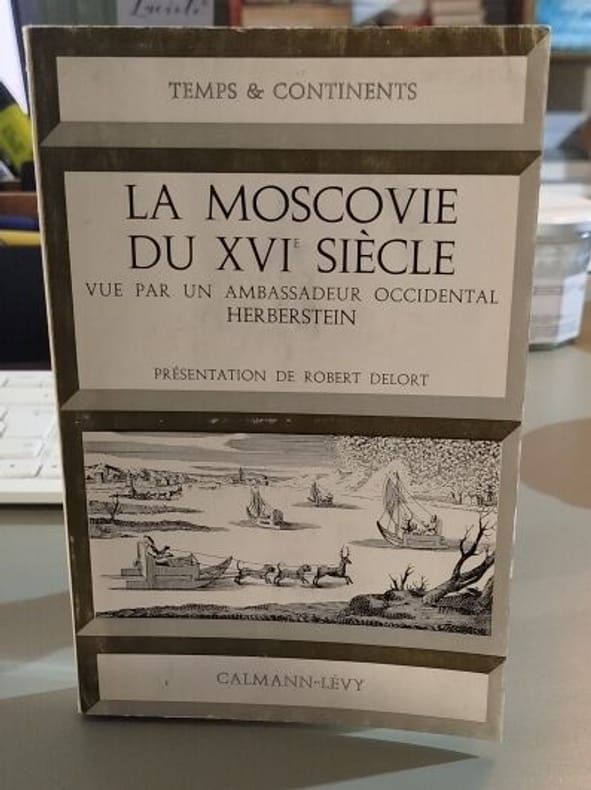 TEMPS & CONTINENTS
LA MOSCOVIE
DU XVIE SIÈCLE
VUE PAR UN AMBASSADEUR OCCIDENTAL
HERBERSTEIN
PRÉSENTATION DE ROBERT DELORT
CALMANN-LÉVY